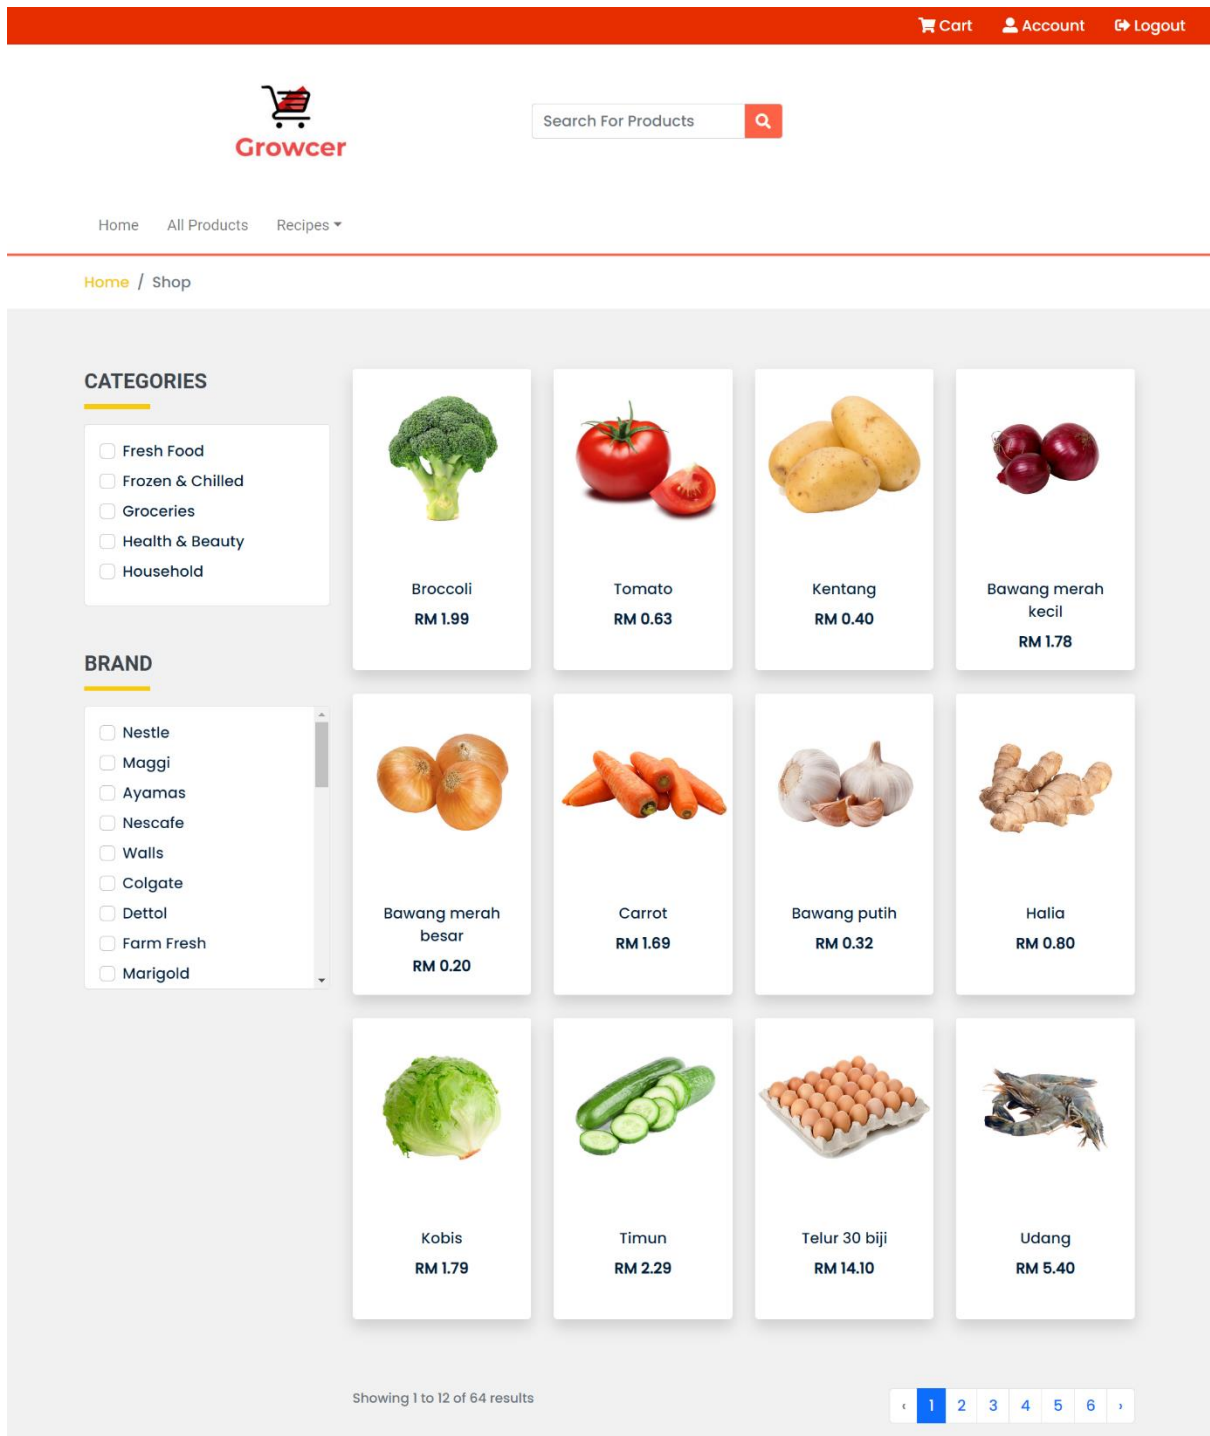 Cart Account Logout
Growcer
Search For Products
Home All Products Recipes
Home / Shop
CATEGORIES
Fresh Food
Frozen & Chilled
Groceries
Health & Beauty
Household
BRAND
Nestle
Maggi
Ayamas
Nescafe
Walls
Colgate
Dettol
Farm Fresh
Marigold
Broccoli
RM 1.99
Tomato
RM 0.63
Kentang
RM 0.40
Bawang merah
kecil
RM 1.78
Bawang merah
besar
RM 0.20
Carrot
RM 1.69
Bawang putih
RM 0.32
Halia
RM 0.80
Kobis
RM 1.79
Timun
RM 2.29
Telur 30 biji
RM 14.10
Udang
RM 5.40
Showing 1 to 12 of 64 results
‹ 1 2 3 4 5 6 ›